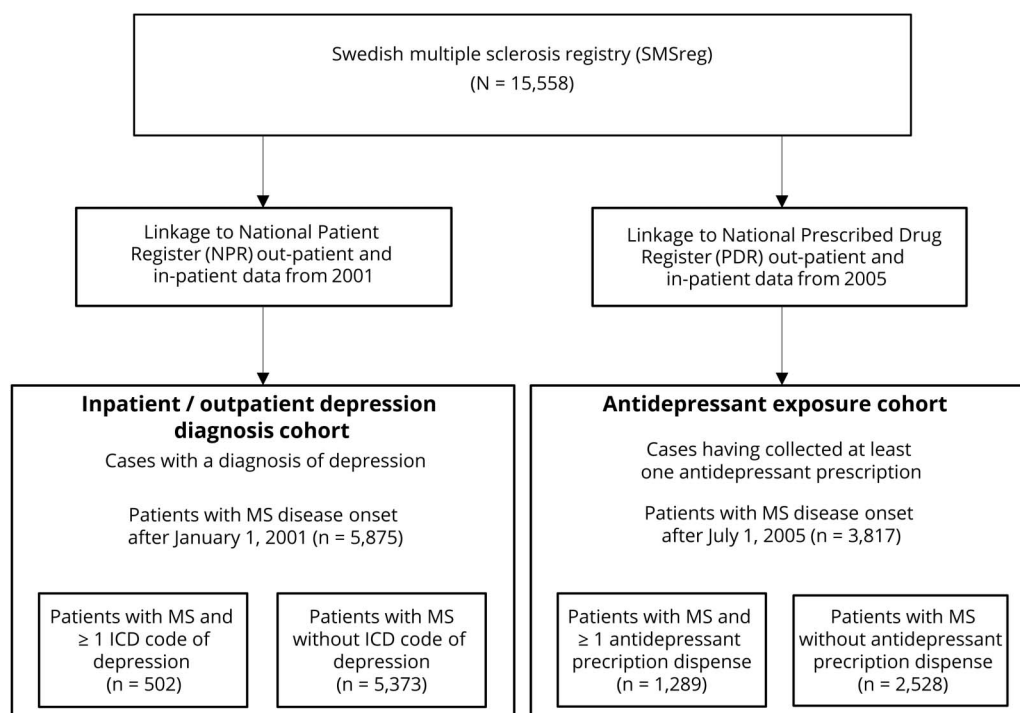 Swedish multiple sclerosis registry (SMSreg)
(N = 15,558)
Linkage to National Patient
Register (NPR) out-patient and
in-patient data from 2001
Linkage to National Prescribed Drug
Register (PDR) out-patient and
in-patient data from 2005
Inpatient / outpatient depression
diagnosis cohort
Cases with a diagnosis of depression
Patients with MS disease onset
after January 1, 2001 (n = 5,875)
Patients with MS and
≥ 1 ICD code of
depression
(n = 502)
Patients with MS
without ICD code of
depression
(n = 5,373)
Antidepressant exposure cohort
Cases having collected at least
one antidepressant prescription
Patients with MS disease onset
after July 1, 2005 (n = 3,817)
Patients with MS and
≥ 1 antidepressant
precription dispense
(n = 1,289)
Patients with MS
without antidepressant
precription dispense
(n = 2,528)